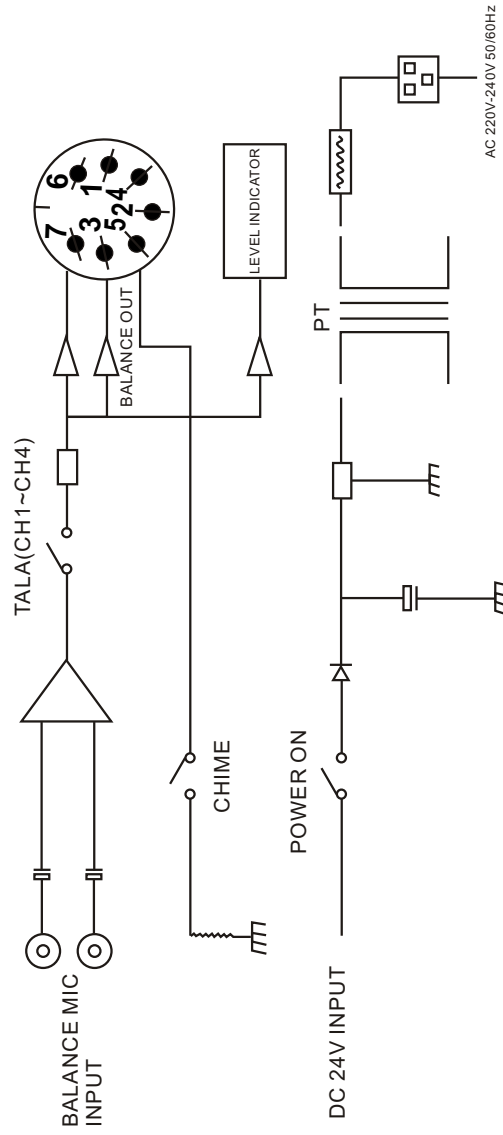 BALANCE MIC
INPUT
TALA(CH1~CH4)
BALANCE OUT
7
6
3
1
5
2
4
LEVEL INDICATOR
CHIME
DC 24V INPUT
POWER ON
PT
AC 220V-240V 50/60Hz